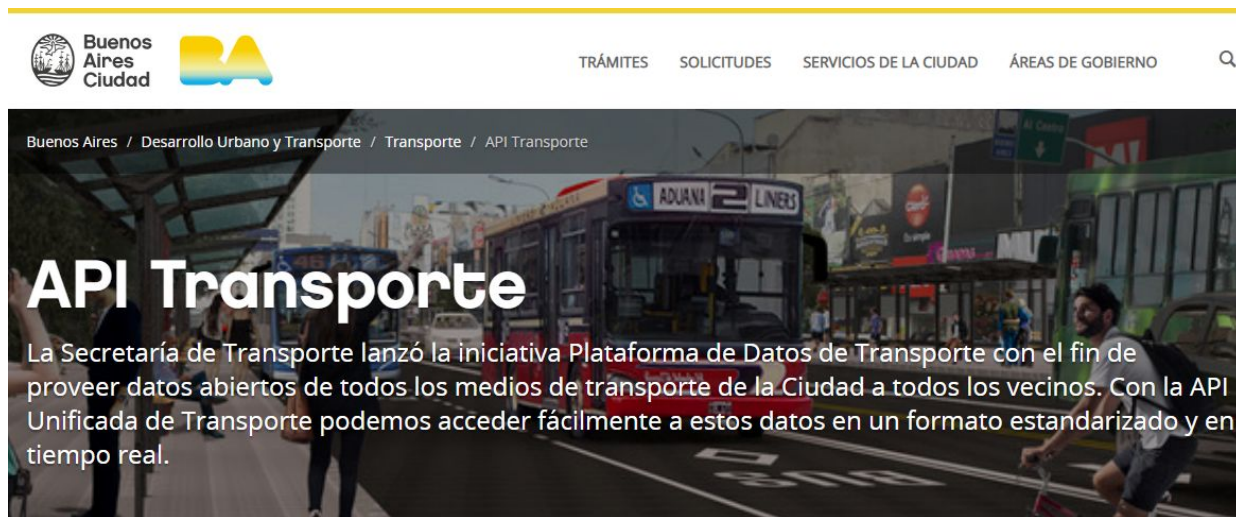 Buenos
Aires
Ciudad
BA
TRÁMITES SOLICITUDES SERVICIOS DE LA CIUDAD ÁREAS DE GOBIERNO
Buenos Aires / Desarrollo Urbano y Transporte / Transporte / API Transporte
Al Centro
ADUANA 2 LINERS
46
API Transporte
La Secretaría de Transporte lanzó la iniciativa Plataforma de Datos de Transporte con el fin de
proveer datos abiertos de todos los medios de transporte de la Ciudad a todos los vecinos. Con la API
Unificada de Transporte podemos acceder fácilmente a estos datos en un formato estandarizado y en
tiempo real.
BUS